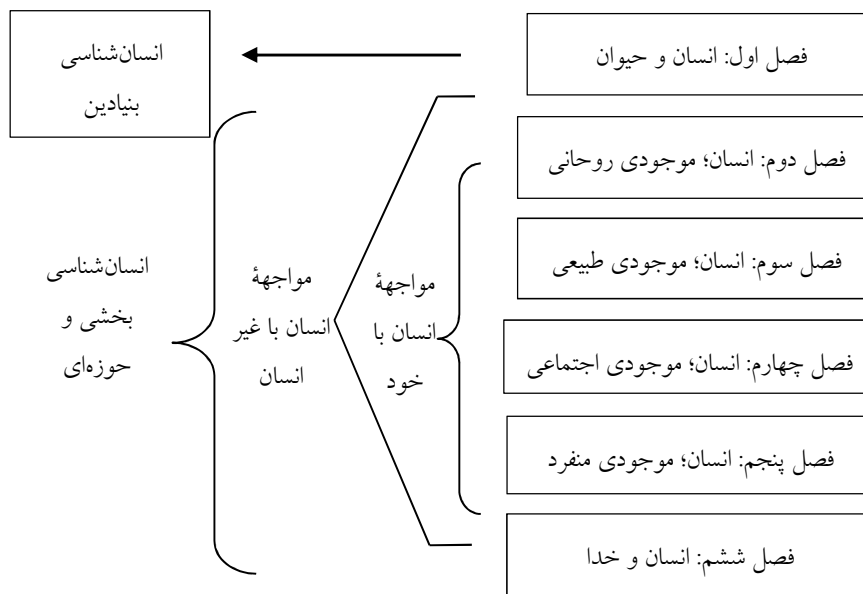 فصل اول: انسان و حیوان
انسان‌شناسی
بنیادین
فصل دوم: انسان؛ موجودی روحانی
فصل سوم: انسان؛ موجودی طبیعی
فصل چهارم: انسان؛ موجودی اجتماعی
فصل پنجم: انسان؛ موجودی منفرد
فصل ششم: انسان و خدا
مواجهۀ
انسان با
خود
مواجهۀ
انسان با غیر
انسان
انسان‌شناسی
بخشی و
حوزه‌ای